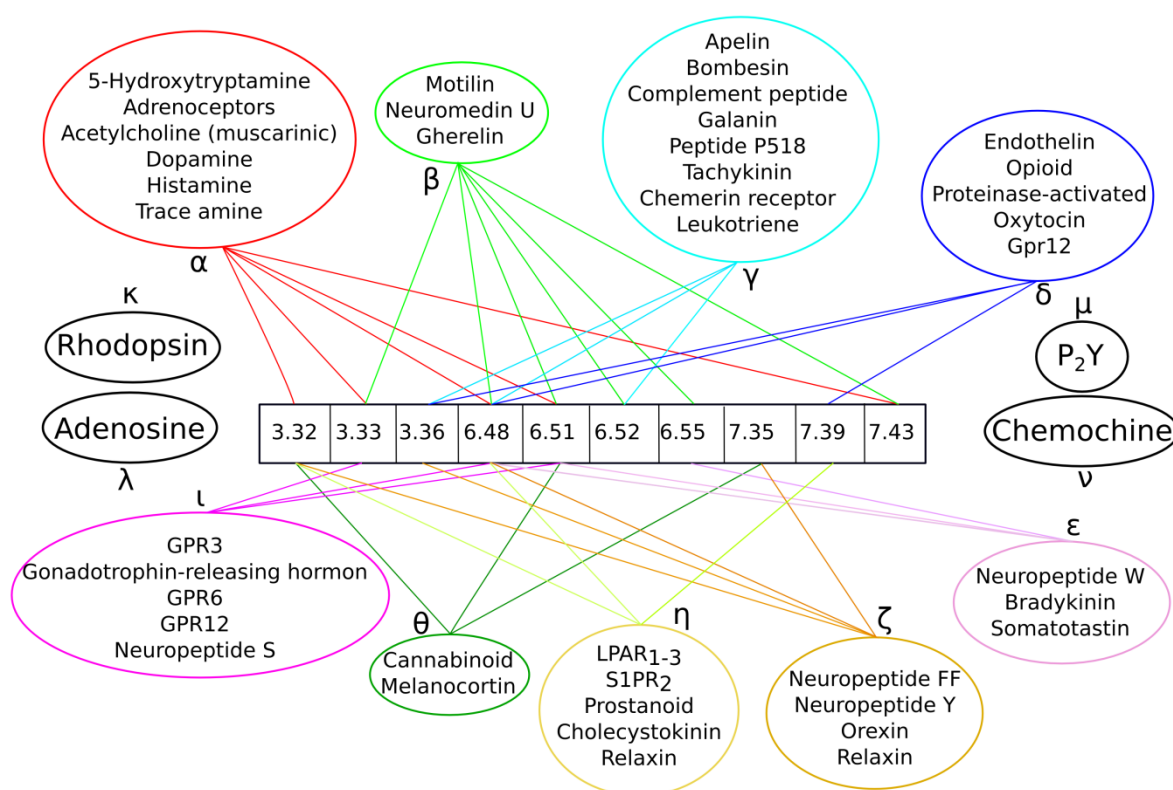 5-Hydroxytryptamine
Adrenoceptors
Acetylcholine (muscarinic)
Dopamine
Histamine
Trace amine
α
Motilin
Neuromedin U
Gherelin
β
Apelin
Bombesin
Complement peptide
Galanin
Peptide P518
Tachykinin
Chemerin receptor
Leukotriene
γ
Endothelin
Opioid
Proteinase-activated
Oxytocin
Gpr12
δ
κ
Rhodopsin
Adenosine
λ
μ
P₂Y
Chemochine
ν
3.32 3.33 3.36 6.48 6.51 6.52 6.55 7.35 7.39 7.43
ι
GPR3
Gonadotrophin-releasing hormon
GPR6
GPR12
Neuropeptide S
θ
Cannabinoid
Melanocortin
η
LPAR₁₋₃
S1PR₂
Prostanoid
Cholecystokinin
Relaxin
ζ
Neuropeptide FF
Neuropeptide Y
Orexin
Relaxin
ε
Neuropeptide W
Bradykinin
Somatotastin